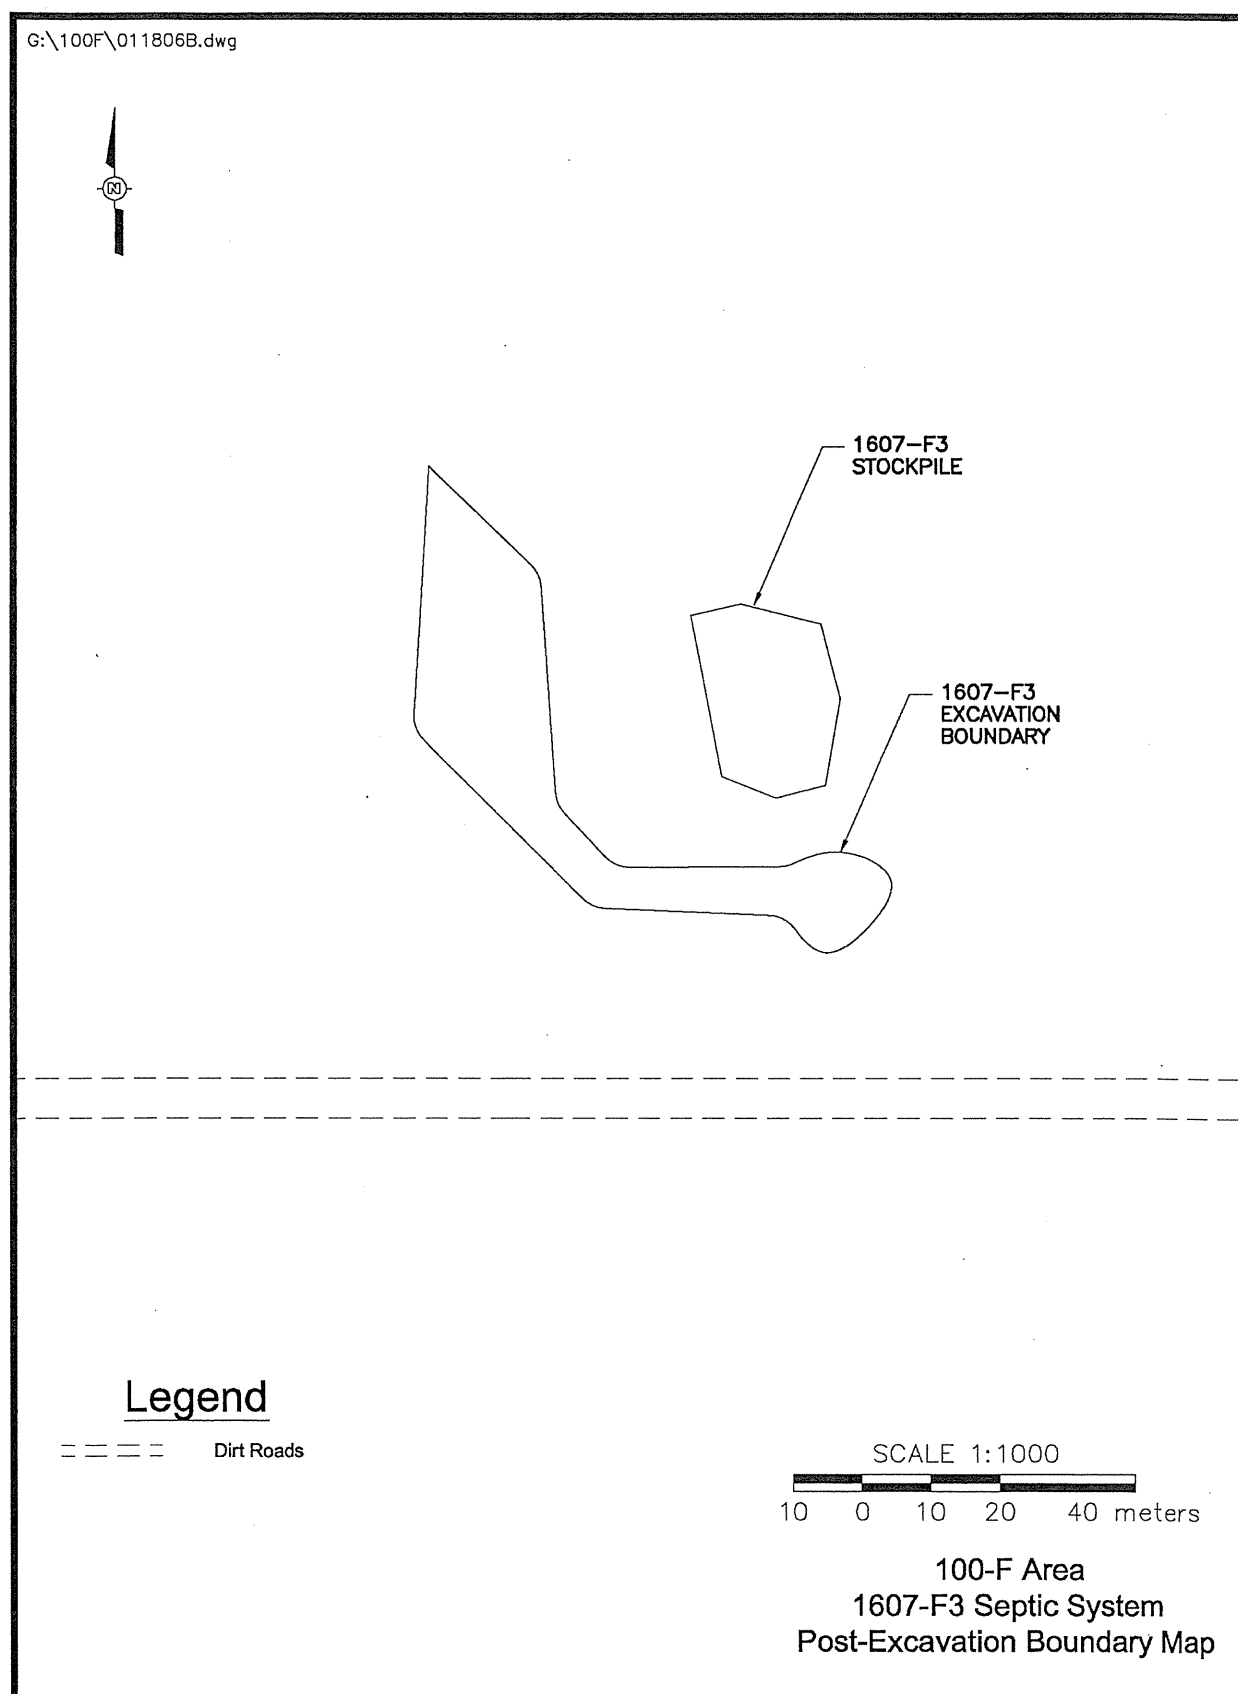 G:\100F\011806B.dwg
N
1607-F3
STOCKPILE
1607-F3
EXCAVATION
BOUNDARY
Legend
Dirt Roads
SCALE 1:1000
10 0 10 20 40 meters
100-F Area
1607-F3 Septic System
Post-Excavation Boundary Map